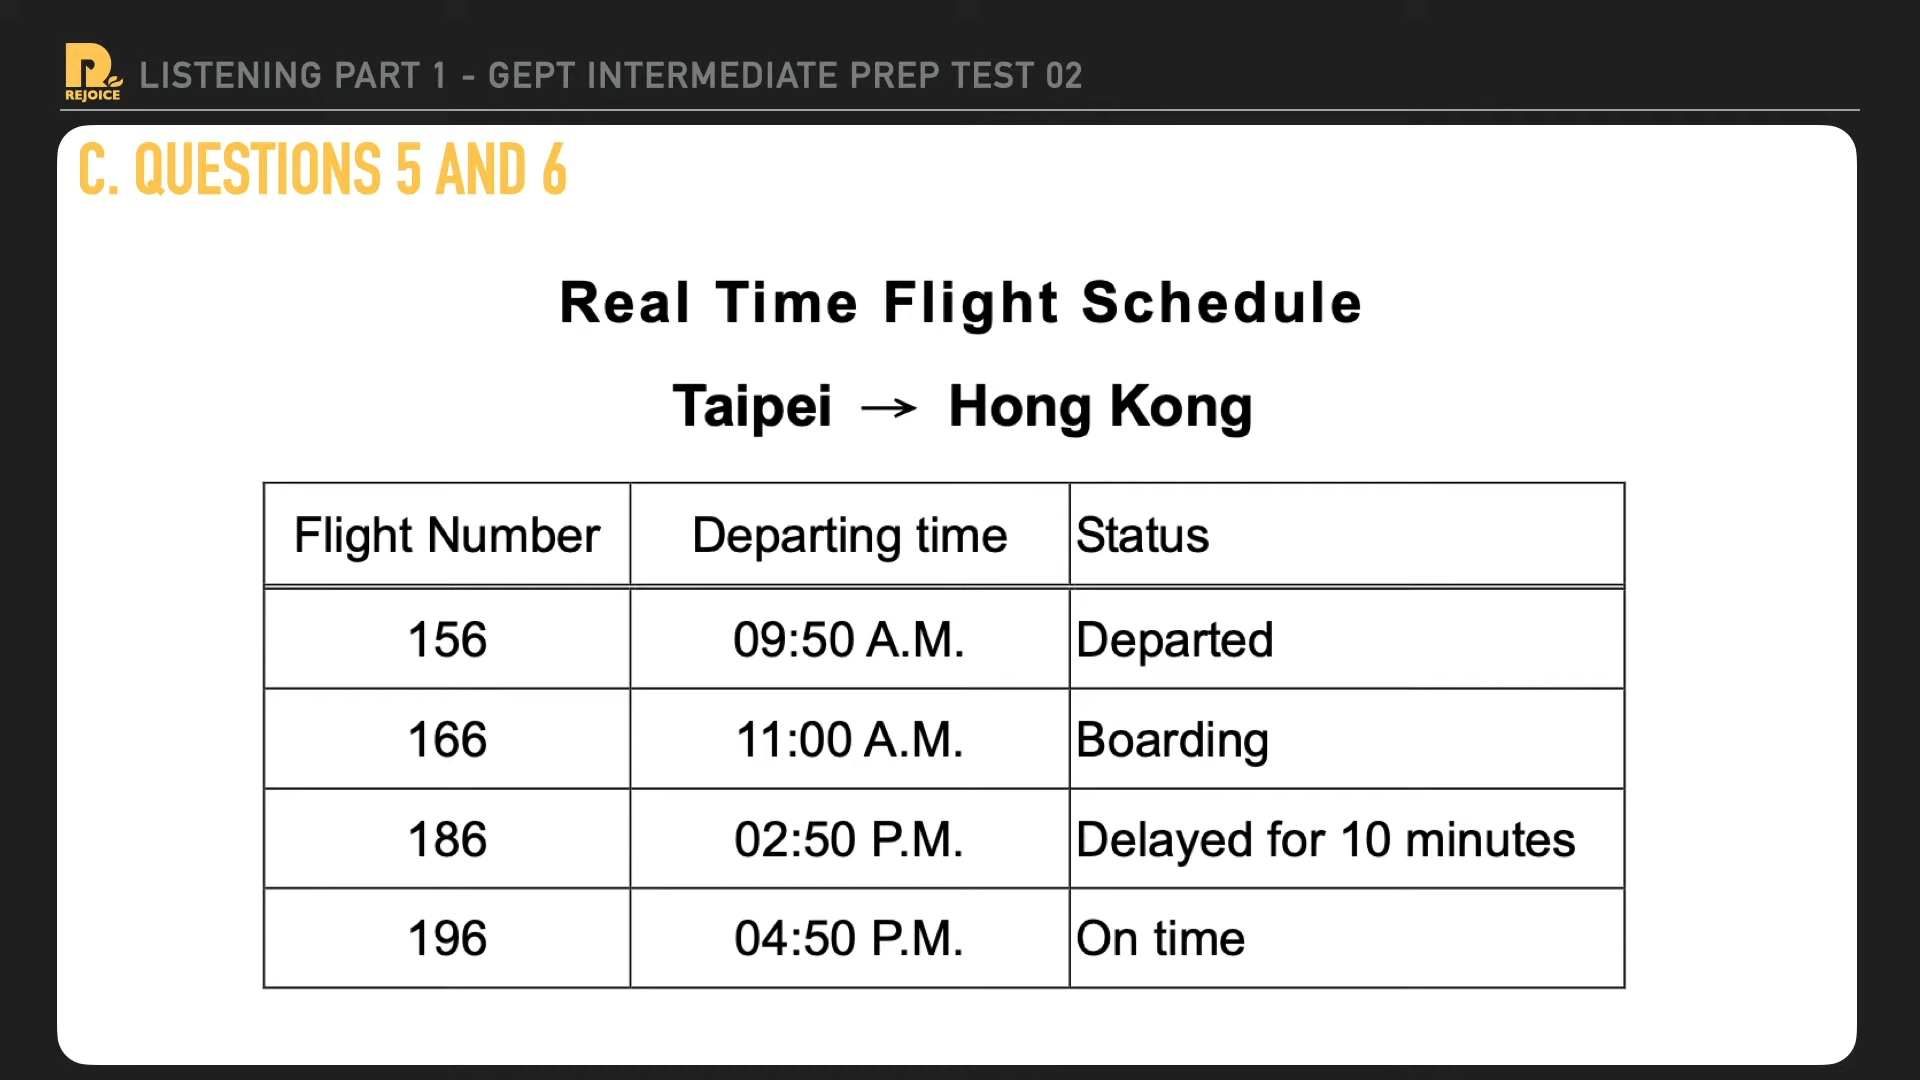 REJOICE
LISTENING PART 1 - GEPT INTERMEDIATE PREP TEST 02
C. QUESTIONS 5 AND 6
Real Time Flight Schedule
Taipei → Hong Kong
Flight Number Departing time Status
156 09:50 A.M. Departed
166 11:00 A.M. Boarding
186 02:50 P.M. Delayed for 10 minutes
196 04:50 P.M. On time